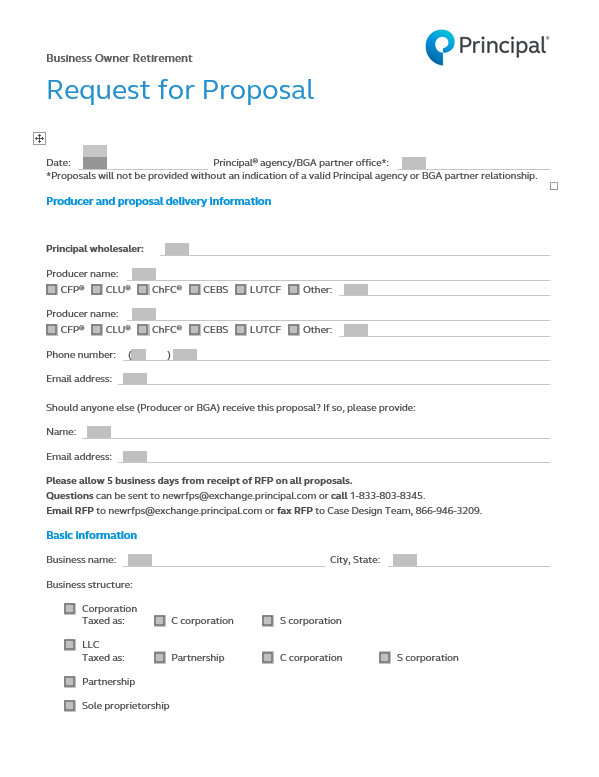 Principal®
Business Owner Retirement
Request for Proposal
Date: Principal® agency/BGA partner office*:
*Proposals will not be provided without an indication of a valid Principal agency or BGA partner relationship.
Producer and proposal delivery information
Principal wholesaler:
Producer name:
CFP® CLU® ChFC® CEBS LUTCF Other:
Producer name:
CFP® CLU® ChFC® CEBS LUTCF Other:
Phone number: ( )
Email address:
Should anyone else (Producer or BGA) receive this proposal? If so, please provide:
Name:
Email address:
Please allow 5 business days from receipt of RFP on all proposals.
Questions can be sent to newrfps@exchange.principal.com or call 1-833-803-8345.
Email RFP to newrfps@exchange.principal.com or fax RFP to Case Design Team, 866-946-3209.
Basic information
Business name: City, State:
Business structure:
Corporation
Taxed as: C corporation S corporation
LLC
Taxed as: Partnership C corporation S corporation
Partnership
Sole proprietorship